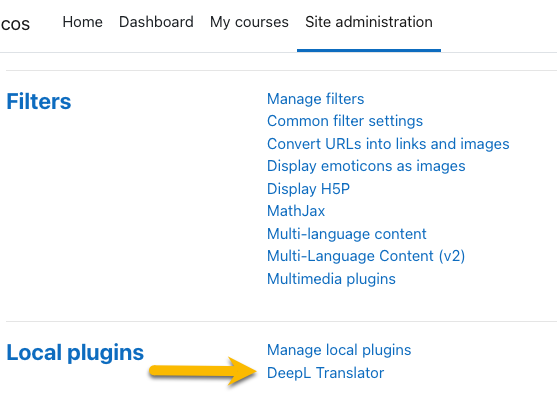 cos Home Dashboard My courses Site administration
Filters
Manage filters
Common filter settings
Convert URLs into links and images
Display emoticons as images
Display H5P
MathJax
Multi-language content
Multi-Language Content (v2)
Multimedia plugins
Local plugins
Manage local plugins
DeepL Translator